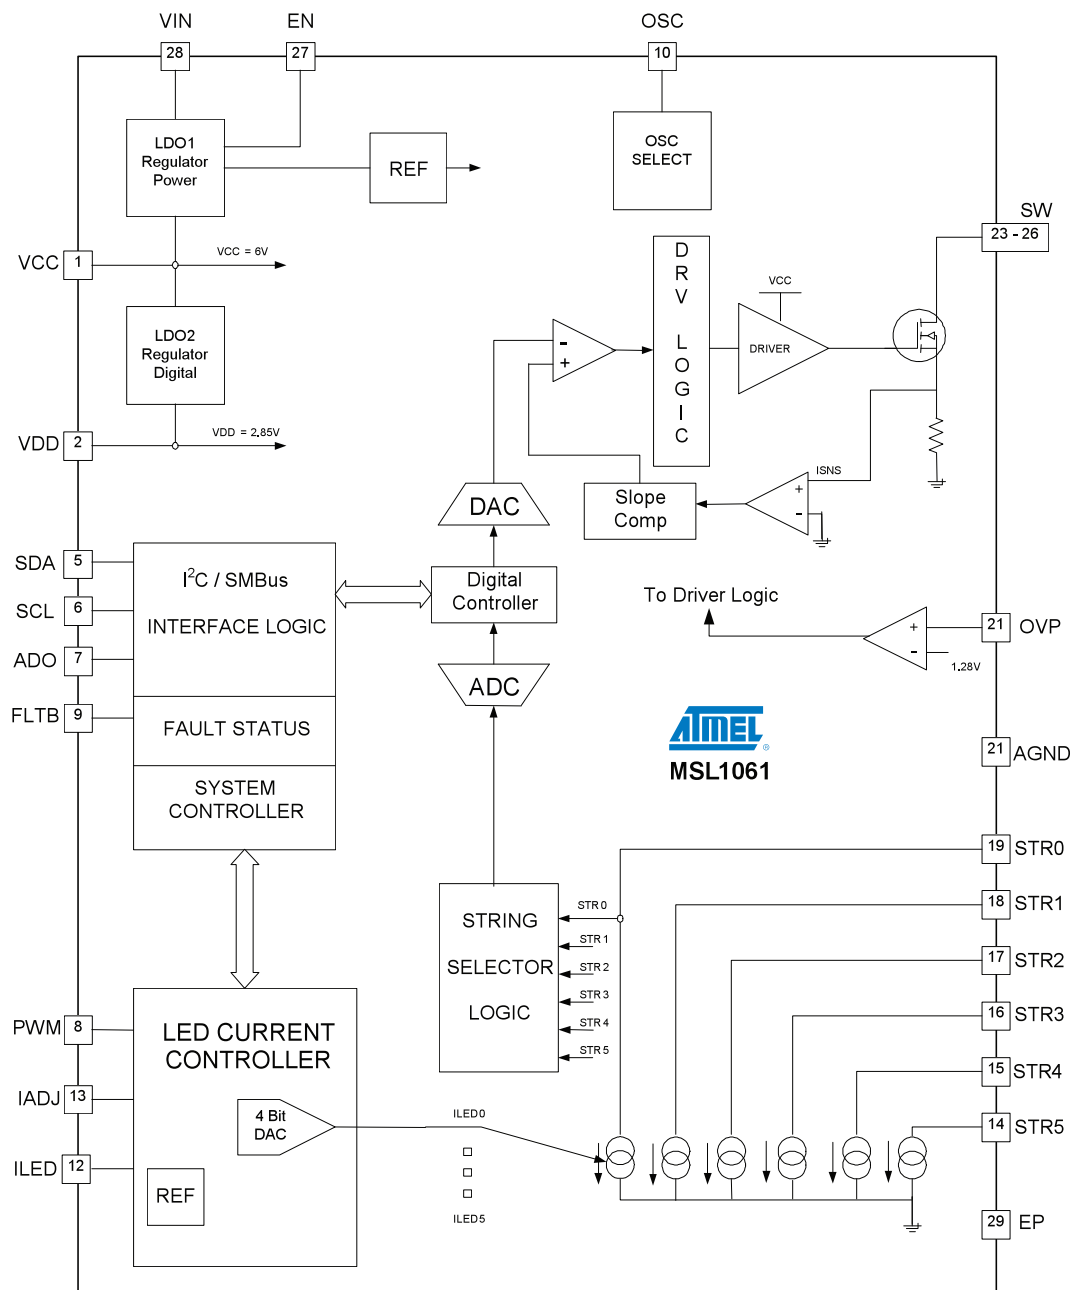 VIN
EN
OSC
28
27
10
LDO1
Regulator
Power
REF
OSC
SELECT
SW
23 - 26
VCC
1
VCC = 6V
LDO2
Regulator
Digital
VDD
2
VDD = 2.85V
-
+
D
R
V
L
O
G
I
C
VCC
DRIVER
ISNS
+
-
Slope
Comp
DAC
SDA
5
SCL
6
ADO
7
FLTB
9
I2C / SMBus
INTERFACE LOGIC
FAULT STATUS
SYSTEM
CONTROLLER
Digital
Controller
ADC
To Driver Logic
+
-
1.28V
21
OVP
ATMEL®
MSL1061
21
AGND
19
STR0
18
STR1
17
STR2
16
STR3
15
STR4
14
STR5
29
EP
STRING
SELECTOR
LOGIC
STR 0
STR 1
STR 2
STR 3
STR 4
STR 5
PWM
8
IADJ
13
ILED
12
LED CURRENT
CONTROLLER
4 Bit
DAC
REF
ILED0
ILED5